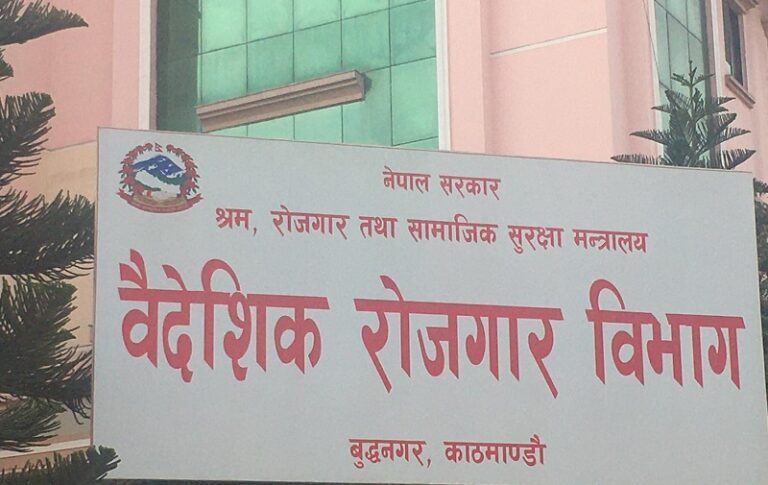 नेपाल सरकार
श्रम, रोजगार तथा सामाजिक सुरक्षा मन्त्रालय
वैदेशिक रोजगार विभाग
बुद्धनगर, काठमाण्डौ